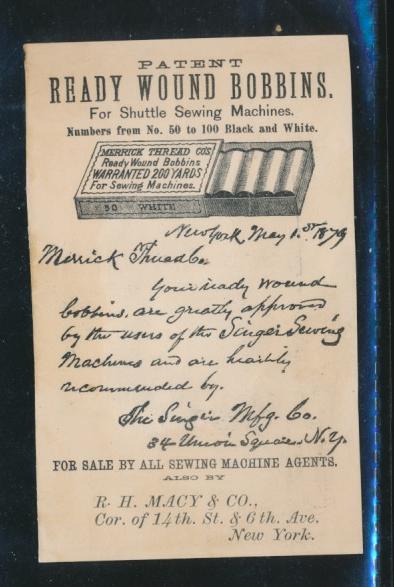 PATENT
READY WOUND BOBBINS.
For Shuttle Sewing Machines.
Numbers from No. 50 to 100 Black and White.
MERRICK THREAD CO'S
Ready Wound Bobbins
WARRANTED 200 YARDS
For Sewing Machines.
50 WHITE
New York, May 1.st 1879
Merrick Thread Co.
Your ready wound
bobbins, are greatly approved
by the users of the Singer Sewing
Machines and are heartily
recommended by.
The Singer Mfg. Co.
34 Union Square, N.Y.
FOR SALE BY ALL SEWING MACHINE AGENTS.
ALSO BY
R. H. MACY & CO.,
Cor. of 14th. St. & 6th. Ave.
New York.